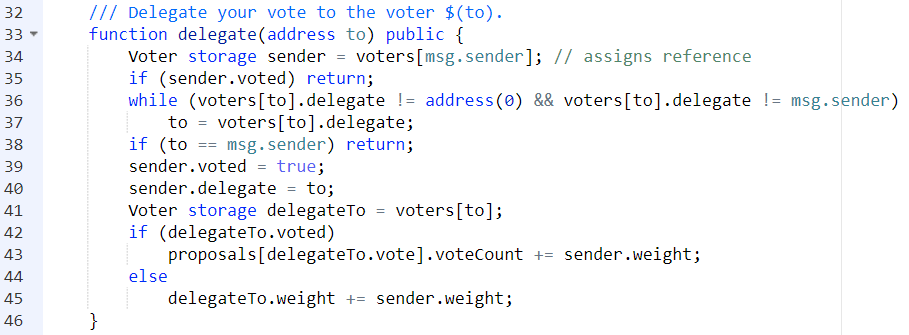 32 /// Delegate your vote to the voter $(to).
33 function delegate(address to) public {
34 Voter storage sender = voters[msg.sender]; // assigns reference
35 if (sender.voted) return;
36 while (voters[to].delegate != address(0) && voters[to].delegate != msg.sender)
37 to = voters[to].delegate;
38 if (to == msg.sender) return;
39 sender.voted = true;
40 sender.delegate = to;
41 Voter storage delegateTo = voters[to];
42 if (delegateTo.voted)
43 proposals[delegateTo.vote].voteCount += sender.weight;
44 else
45 delegateTo.weight += sender.weight;
46 }